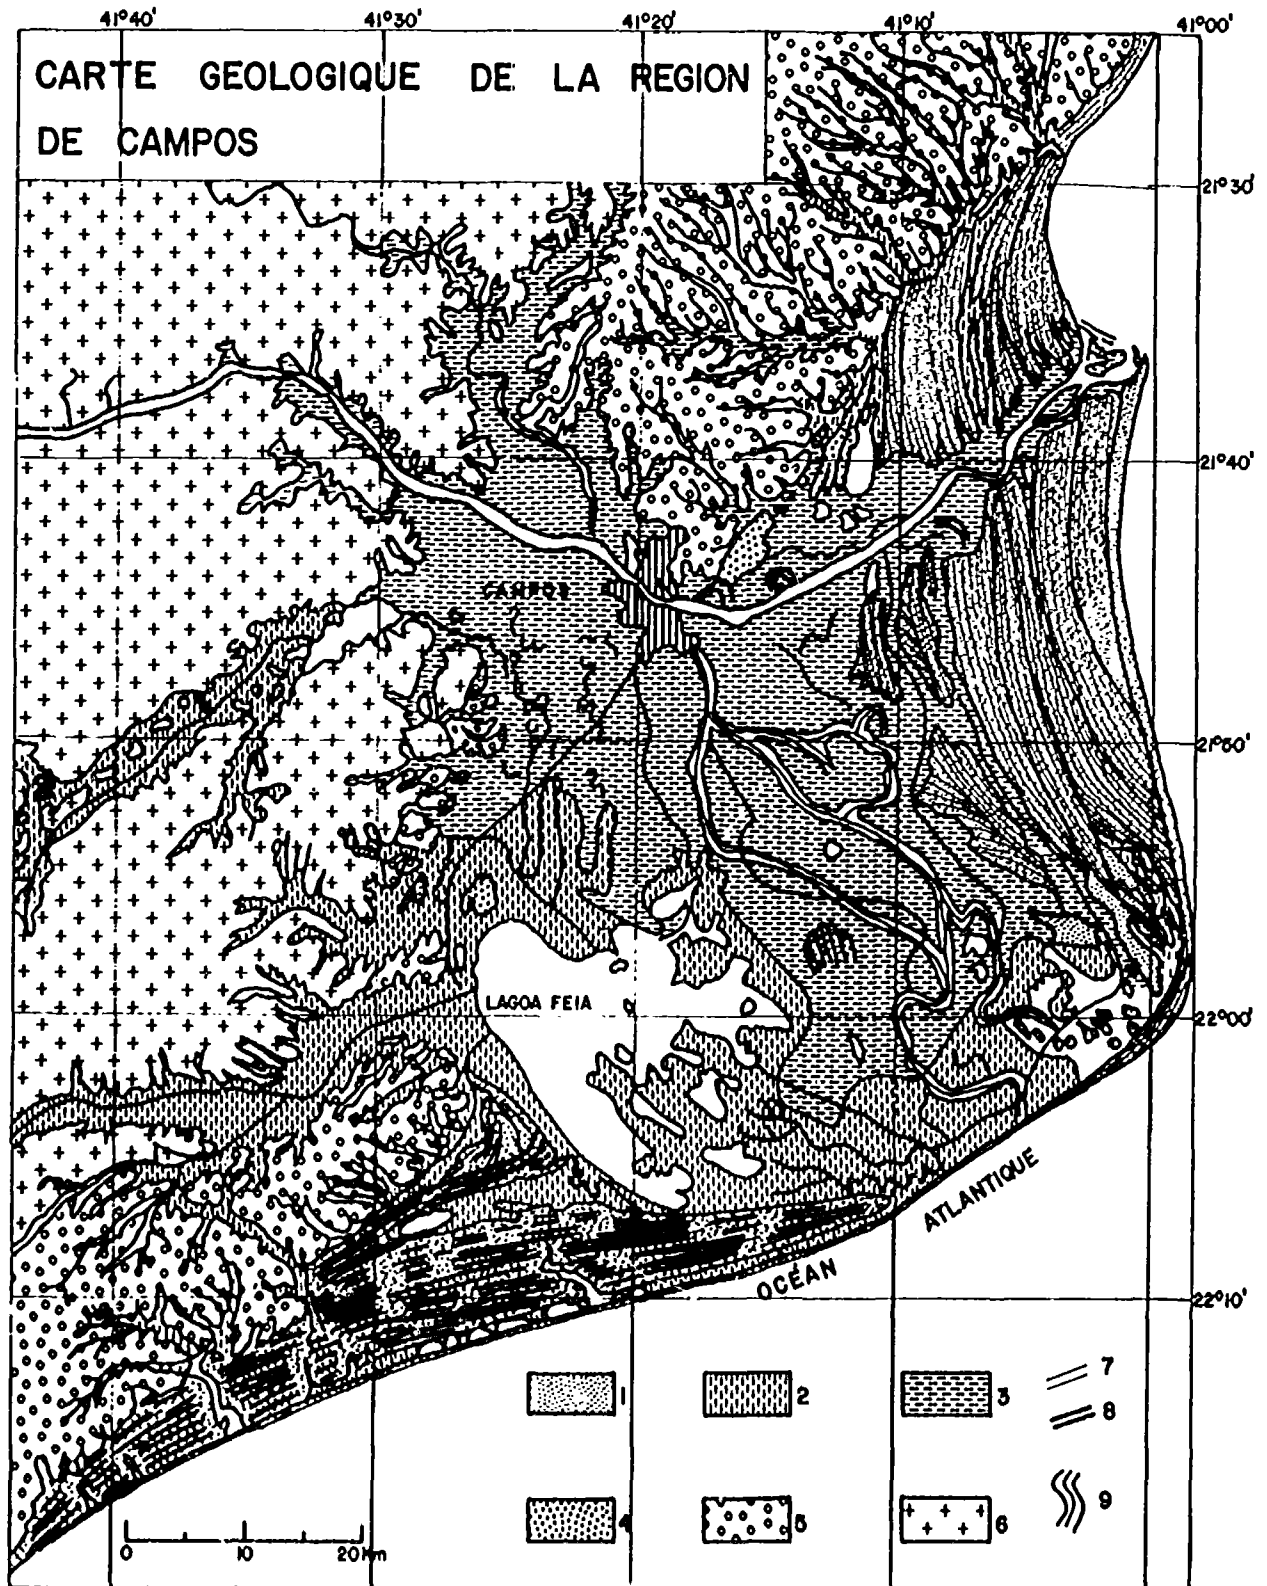 41°40' 41°30' 41°20' 41°10' 41°00'
CARTE GEOLOGIQUE DE LA REGION
DE CAMPOS
21°30'
21°40'
CAMPOS
21°50'
LAGOA FEIA
22°00'
ATLANTIQUE
OCÉAN
22°10'
1 2 3 7
8
4 5 6 9
0 10 20 Km